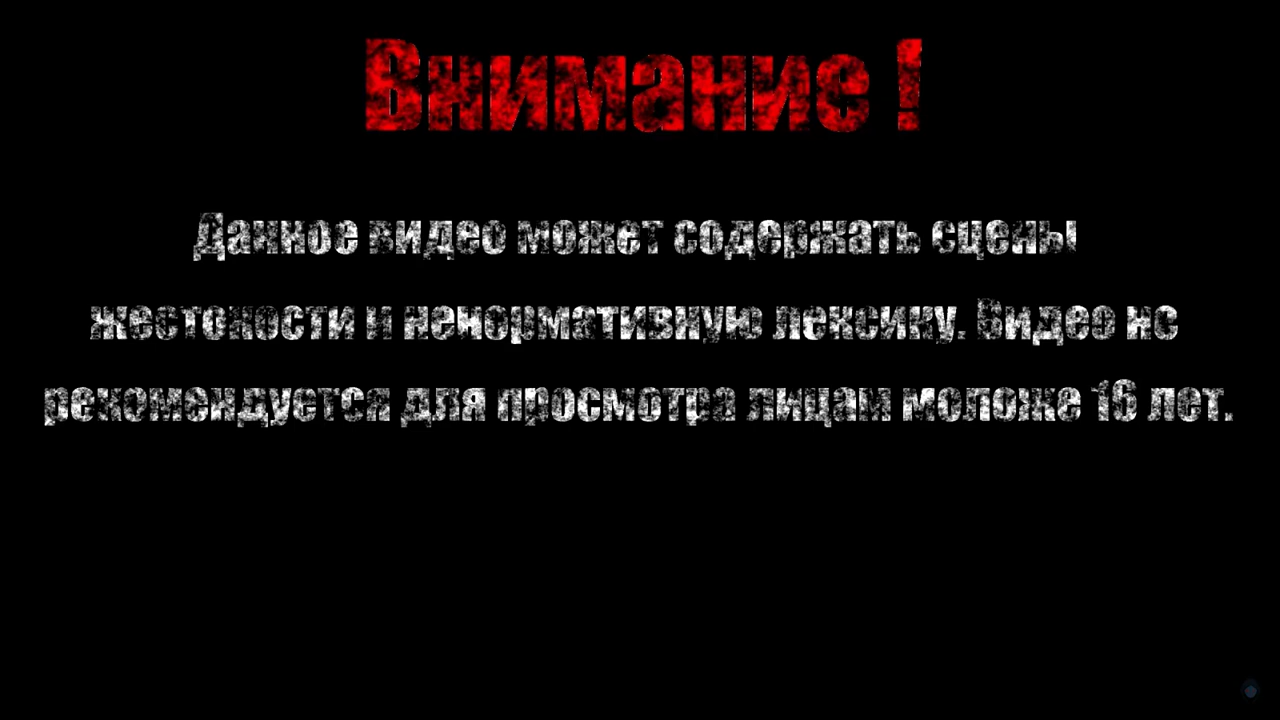 Внимание !
Данное видео может содержать сцены
жестокости и ненормативную лексику. Видео не
рекомендуется для просмотра лицам моложе 16 лет.